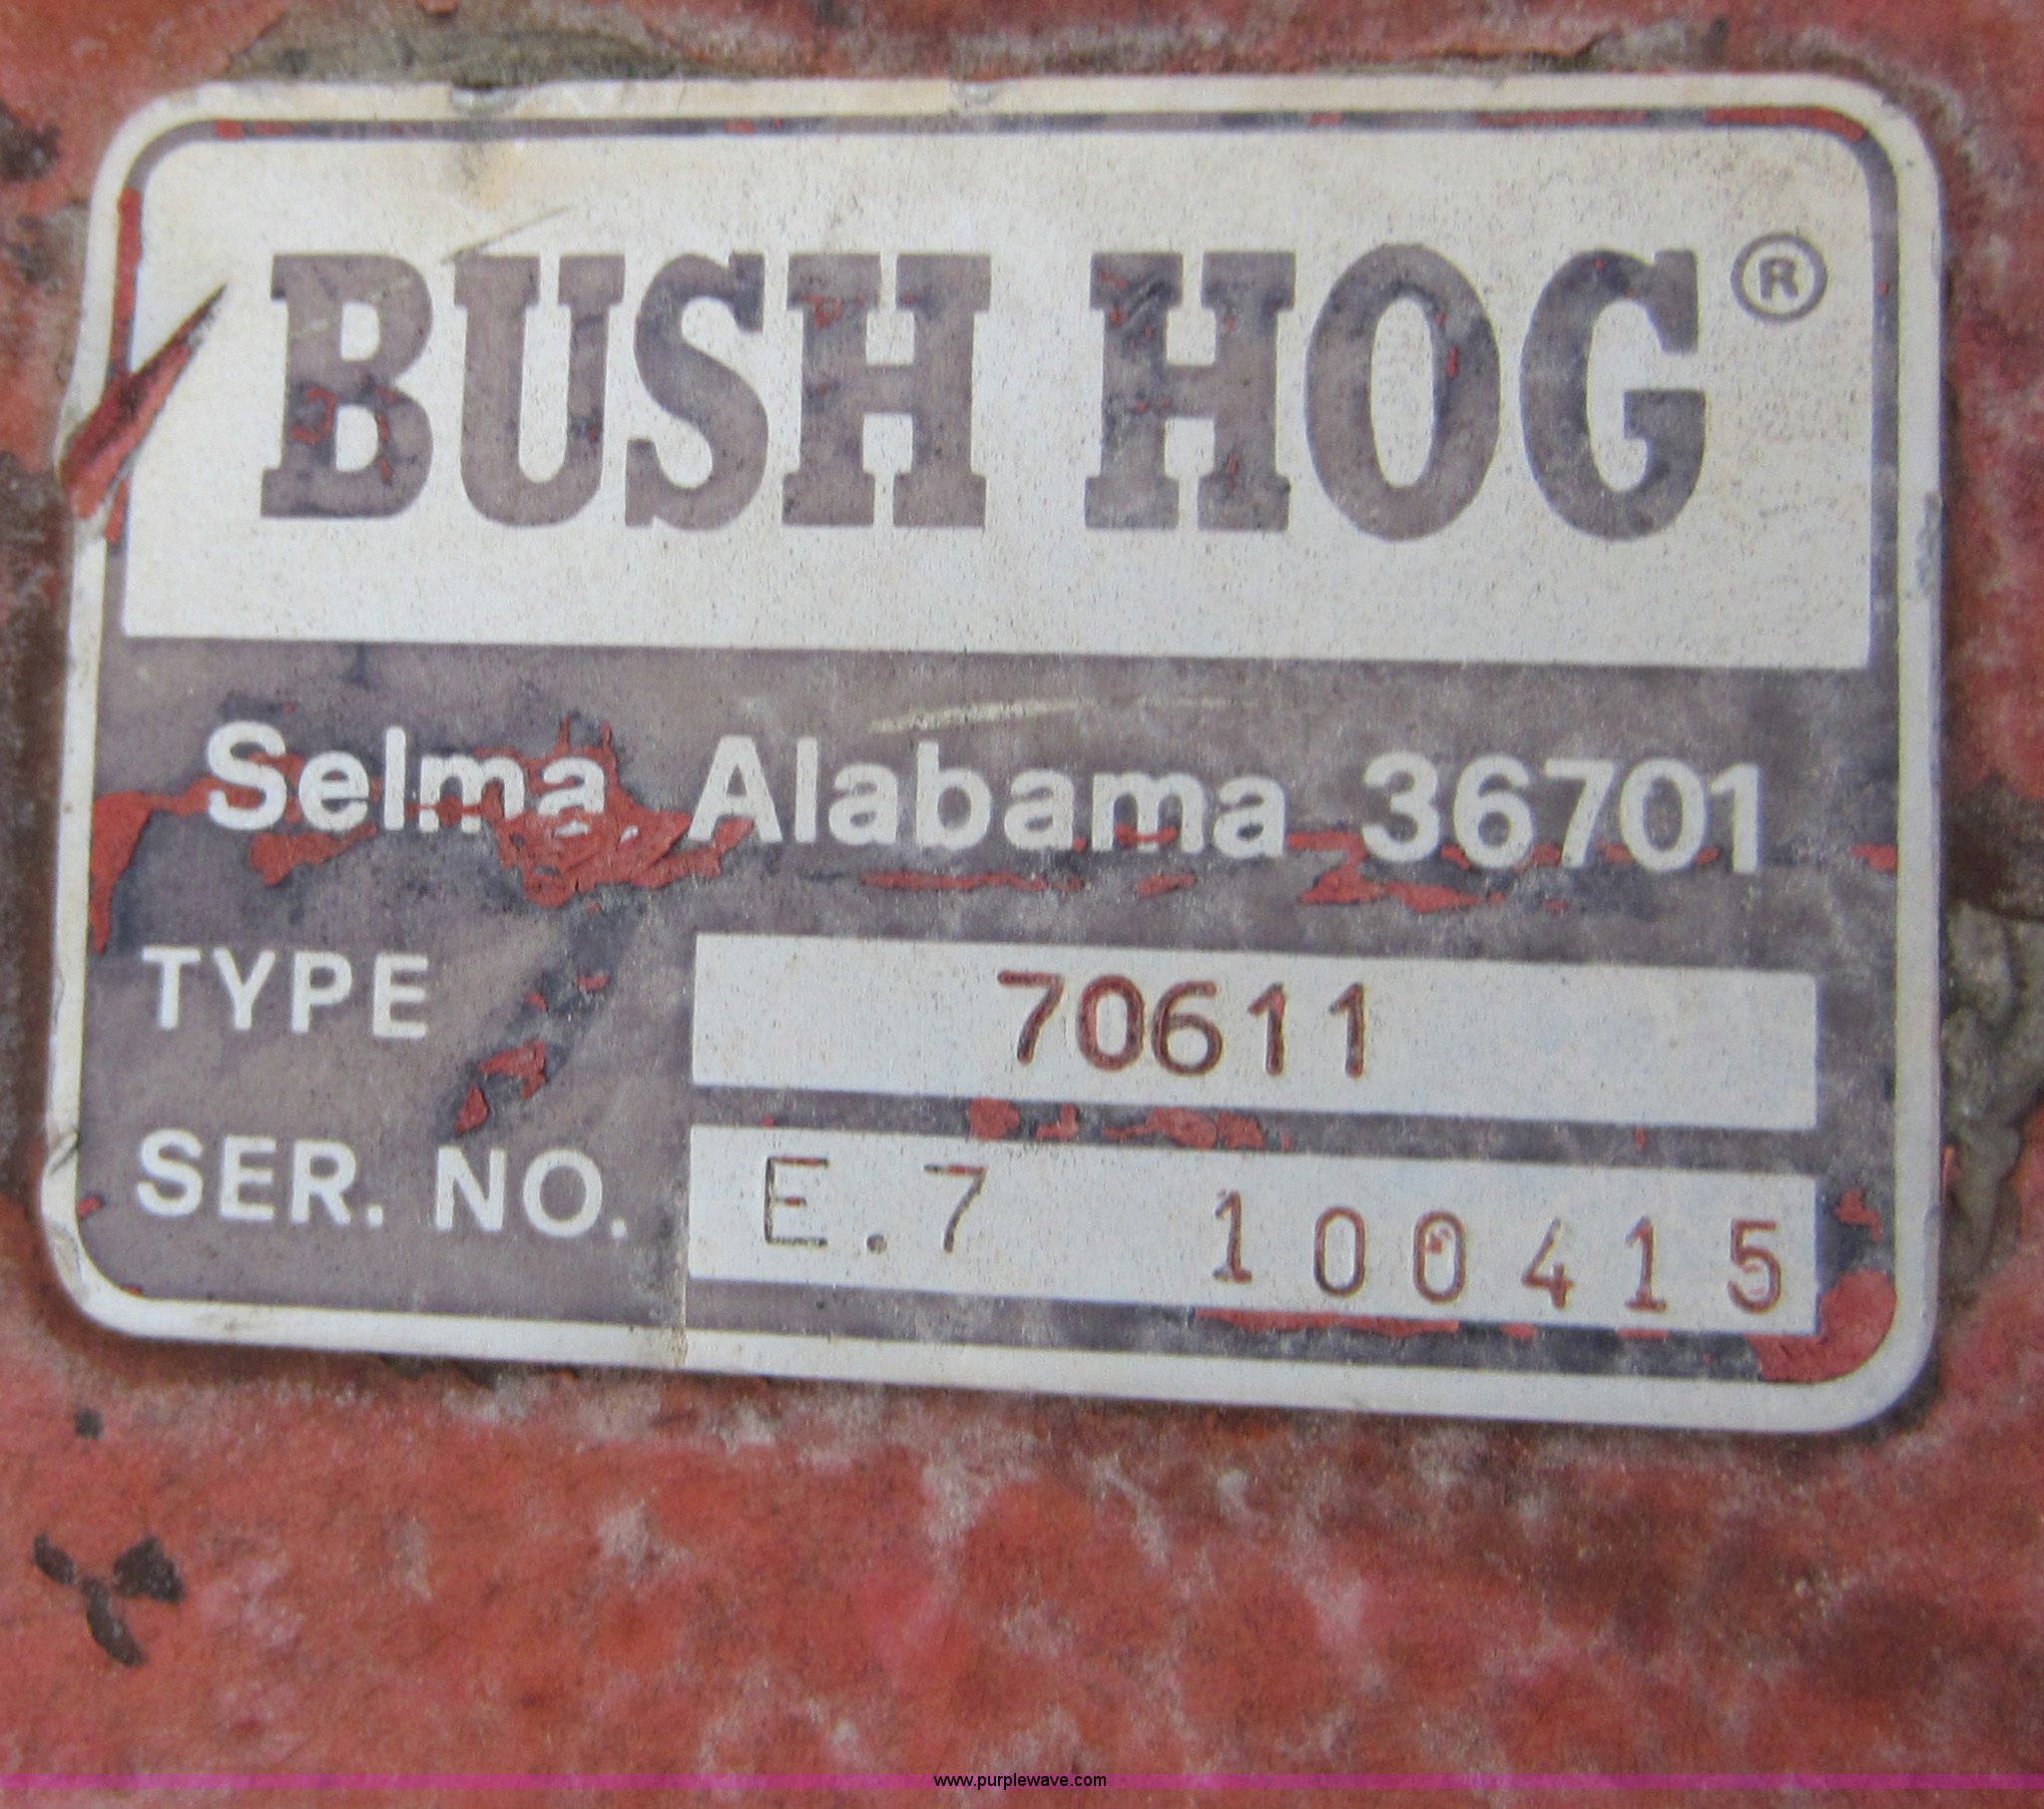 BUSH HOG®
Selma, Alabama 36701
TYPE 70611
SER. NO. E.7 100415
www.purplewave.com